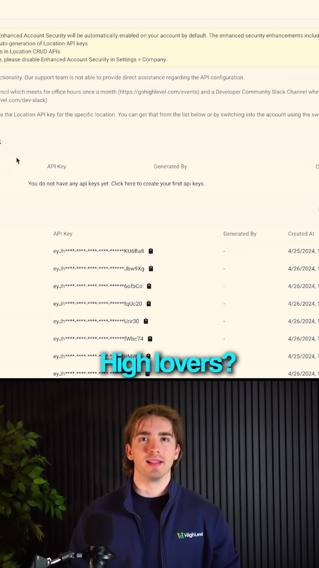 Enhanced Account Security will be automatically enabled on your account by default. The enhanced security enhancements includ
uto-generation of Location API keys
s in Location CRUD APIs
e, please disable Enhanced Account Security in Settings > Company.
ctionality. Our support team is not able to provide direct assistance regarding the API configuration.
ncil which meets for office hours once a month (https://gohighlevel.com/events) and a Developer Community Slack Channel whe
vel.com/dev-slack)
e the Location API key for the specific location. You can get that from the list below or by switching into the account using the sw
API Key Generated By
You do not have any api keys yet. Click here to create your first api keys.
API Key Generated By Created At
- 4/25/2024,
- 4/26/2024,
- 4/26/2024,
- 4/26/2024,
- 4/26/2024,
- 4/26/2024,
4/25/2024,
High lovers?
- 4/26/2024,
HighLevel